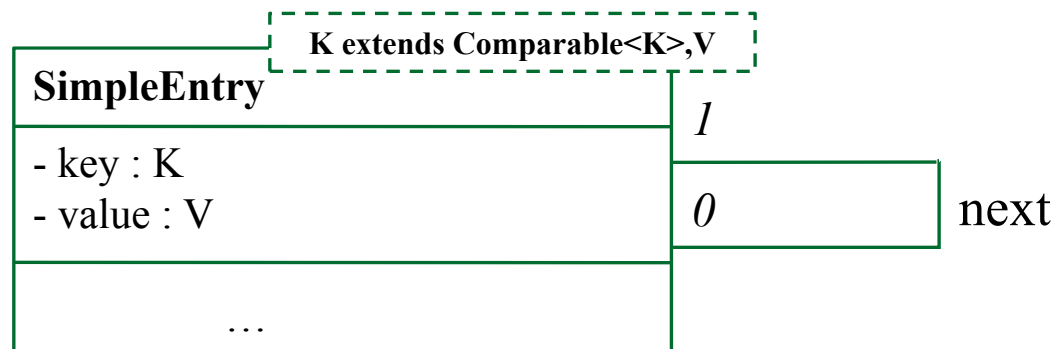 K extends Comparable<K>,V
SimpleEntry
1
- key : K
- value : V
0
next
…